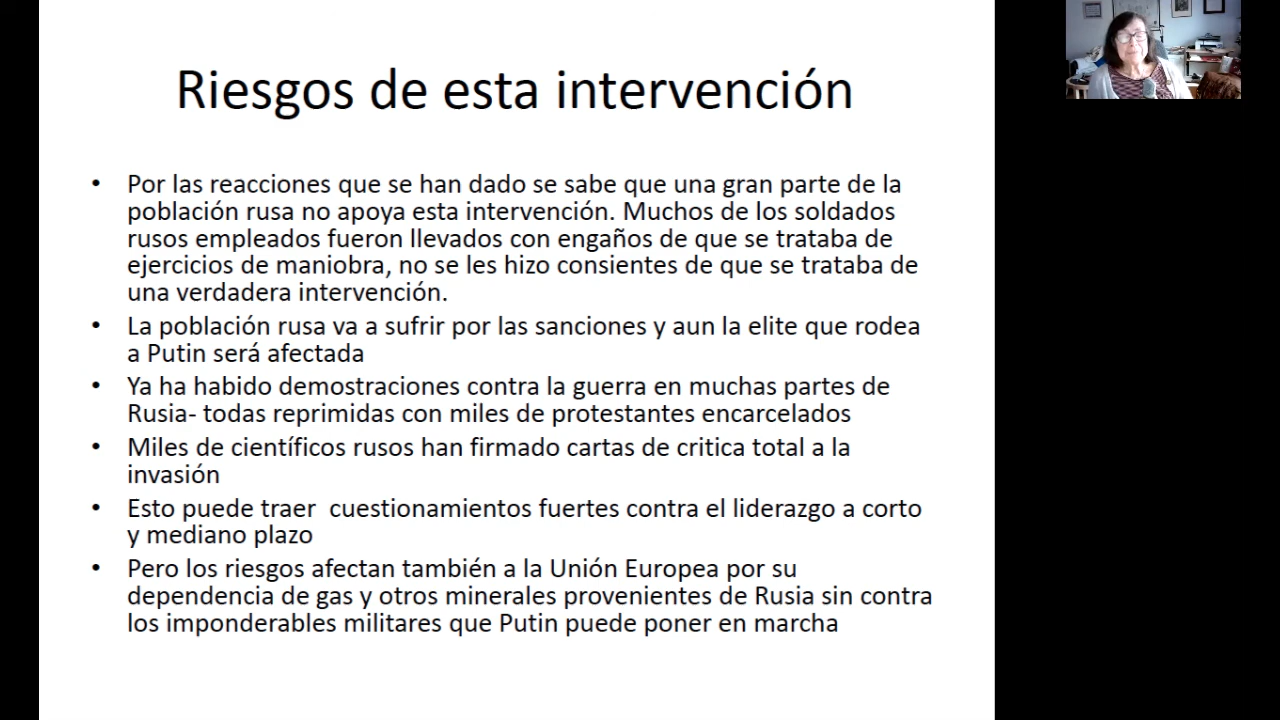 Riesgos de esta intervención
• Por las reacciones que se han dado se sabe que una gran parte de la
población rusa no apoya esta intervención. Muchos de los soldados
rusos empleados fueron llevados con engaños de que se trataba de
ejercicios de maniobra, no se les hizo consientes de que se trataba de
una verdadera intervención.
• La población rusa va a sufrir por las sanciones y aun la elite que rodea
a Putin será afectada
• Ya ha habido demostraciones contra la guerra en muchas partes de
Rusia- todas reprimidas con miles de protestantes encarcelados
• Miles de científicos rusos han firmado cartas de critica total a la
invasión
• Esto puede traer  cuestionamientos fuertes contra el liderazgo a corto
y mediano plazo
• Pero los riesgos afectan también a la Unión Europea por su
dependencia de gas y otros minerales provenientes de Rusia sin contra
los imponderables militares que Putin puede poner en marcha